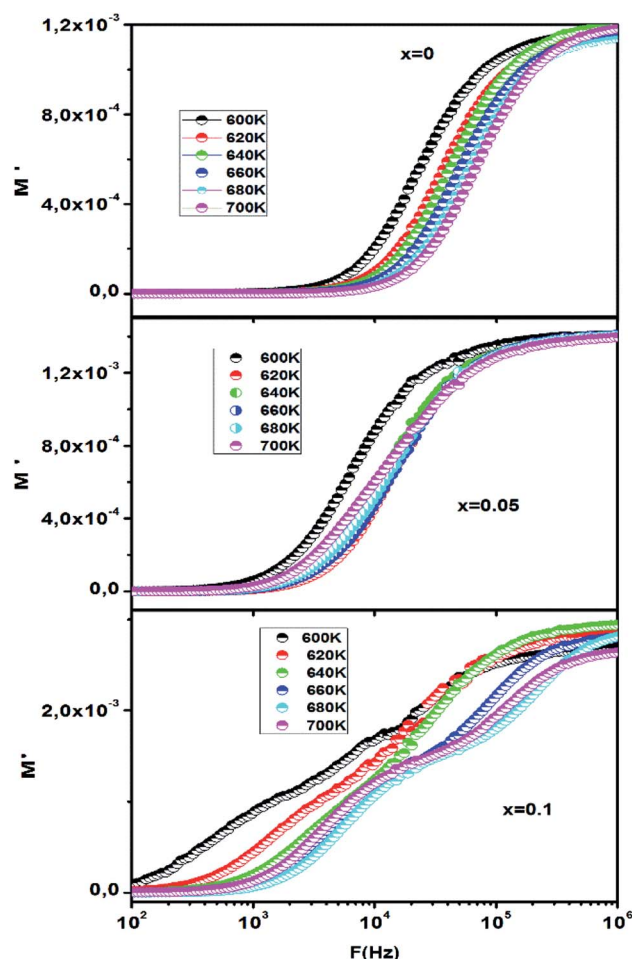 1,2x10⁻³
x=0
8,0x10⁻⁴
600K
620K
640K
660K
680K
700K
M '
4,0x10⁻⁴
0,0
1,2x10⁻³
600K
620K
640K
660K
680K
700K
M '
8,0x10⁻⁴
x=0.05
4,0x10⁻⁴
0,0
600K
620K
640K
660K
680K
700K
2,0x10⁻³
M'
x=0.1
0,0
10² 10³ 10⁴ 10⁵ 10⁶
F(Hz)